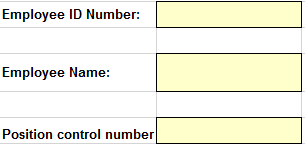 Employee ID Number:
Employee Name:
Position control number